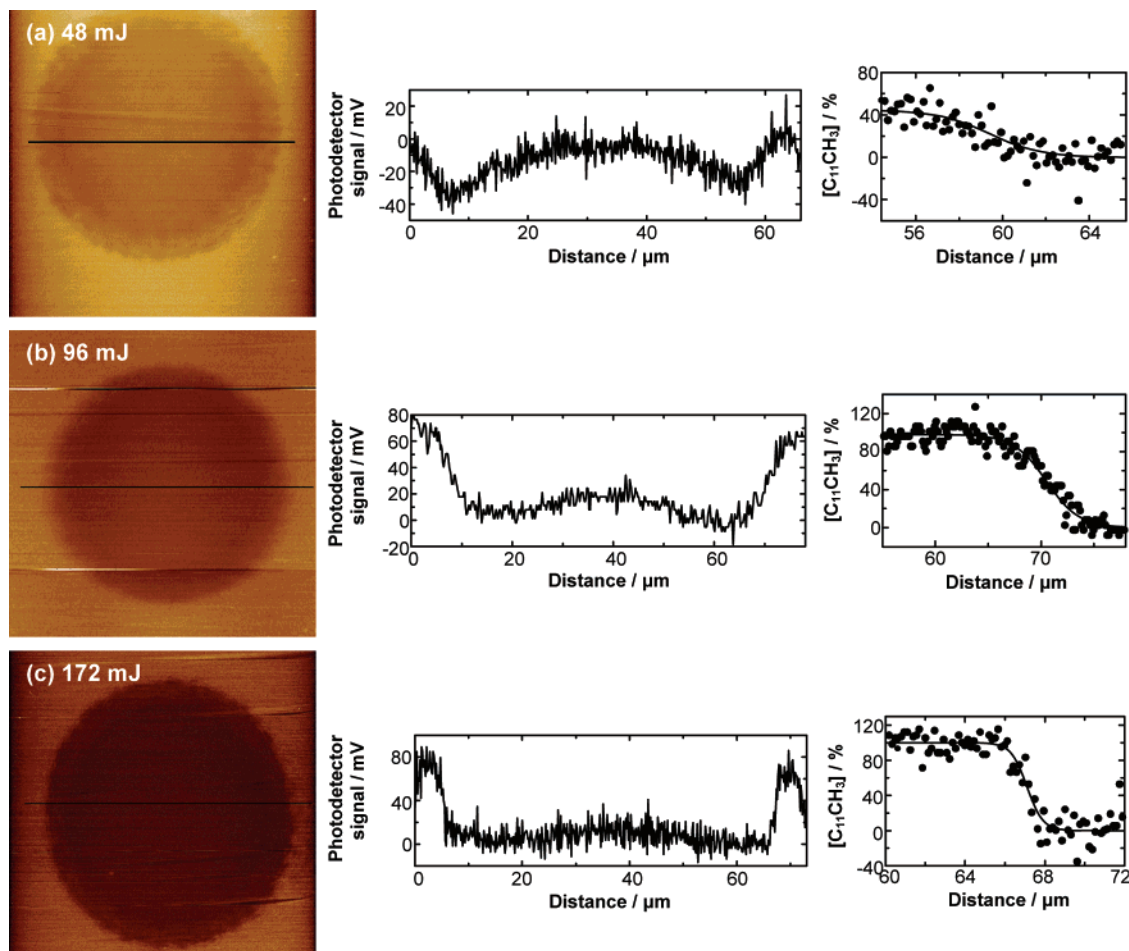 (a) 48 mJ
Photodetector
signal / mV
20
0
-20
-40
0
20
40
60
Distance / µm
[C₁₁CH₃] / %
80
40
0
-40
56
60
64
Distance / µm
(b) 96 mJ
Photodetector
signal / mV
80
60
40
20
0
-20
0
20
40
60
Distance / µm
[C₁₁CH₃] / %
120
80
40
0
60
70
Distance / µm
(c) 172 mJ
Photodetector
signal / mV
80
40
0
0
20
40
60
Distance / µm
[C₁₁CH₃] / %
120
80
40
0
-40
60
64
68
72
Distance / µm